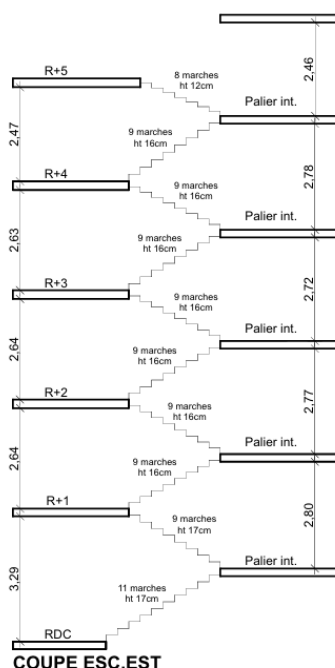 2,46
R+5
8 marches
ht 12cm
Palier int.
2,47
9 marches
ht 16cm
R+4
2,78
9 marches
ht 16cm
Palier int.
2,63
9 marches
ht 16cm
R+3
2,72
9 marches
ht 16cm
Palier int.
2,64
9 marches
ht 16cm
R+2
2,77
9 marches
ht 16cm
Palier int.
2,64
9 marches
ht 16cm
R+1
2,80
9 marches
ht 17cm
Palier int.
3,29
11 marches
ht 17cm
RDC
COUPE ESC.EST